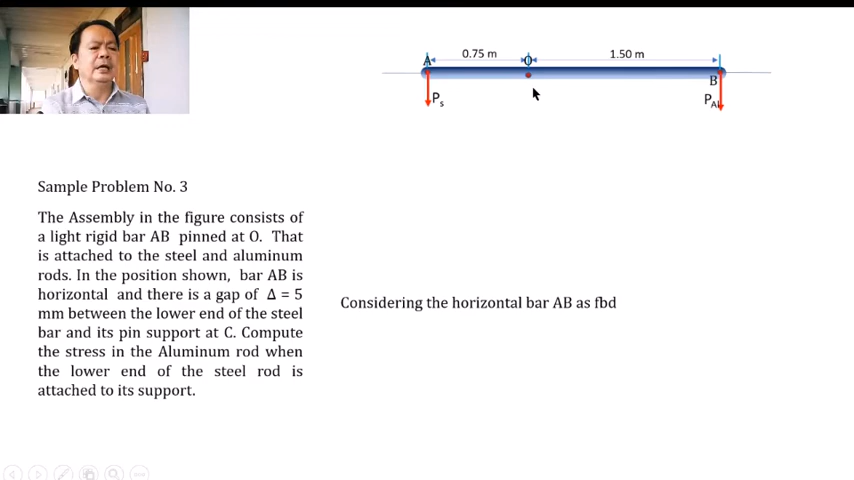 0.75 m
1.50 m
A
O
B
Ps
PAL
Sample Problem No. 3
The Assembly in the figure consists of
a light rigid bar AB pinned at O. That
is attached to the steel and aluminum
rods. In the position shown, bar AB is
horizontal and there is a gap of Δ = 5
mm between the lower end of the steel
bar and its pin support at C. Compute
the stress in the Aluminum rod when
the lower end of the steel rod is
attached to its support.
Considering the horizontal bar AB as fbd